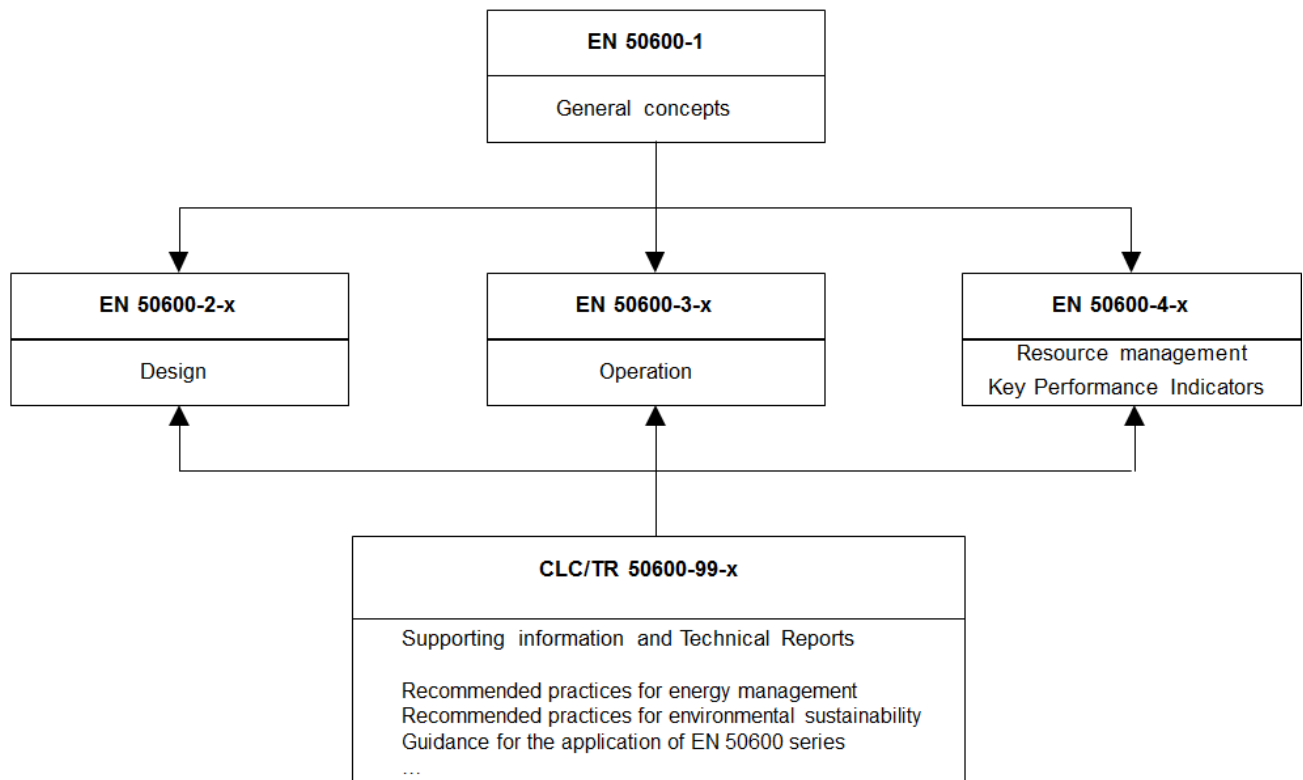 EN 50600-1
General concepts
EN 50600-2-x
Design
EN 50600-3-x
Operation
EN 50600-4-x
Resource management
Key Performance Indicators
CLC/TR 50600-99-x
Supporting information and Technical Reports
Recommended practices for energy management
Recommended practices for environmental sustainability
Guidance for the application of EN 50600 series
...